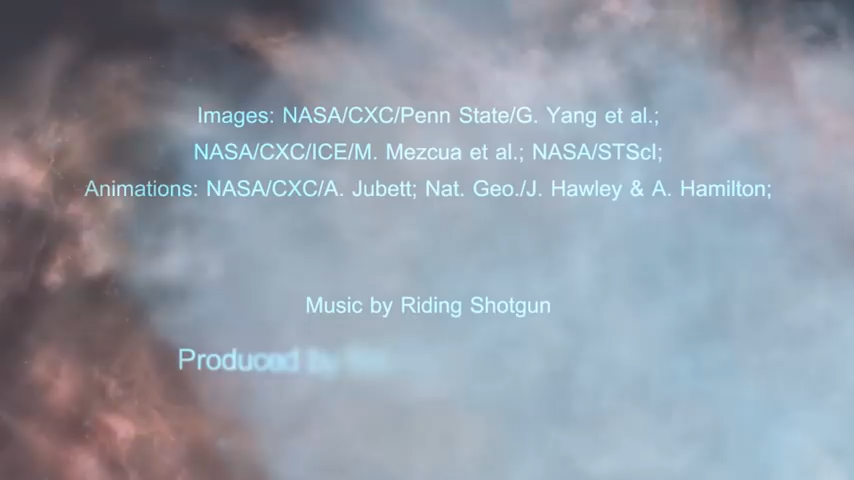 Images: NASA/CXC/Penn State/G. Yang et al.;
NASA/CXC/ICE/M. Mezcua et al.; NASA/STScI;
Animations: NASA/CXC/A. Jubett; Nat. Geo./J. Hawley & A. Hamilton;
Music by Riding Shotgun
Produced by